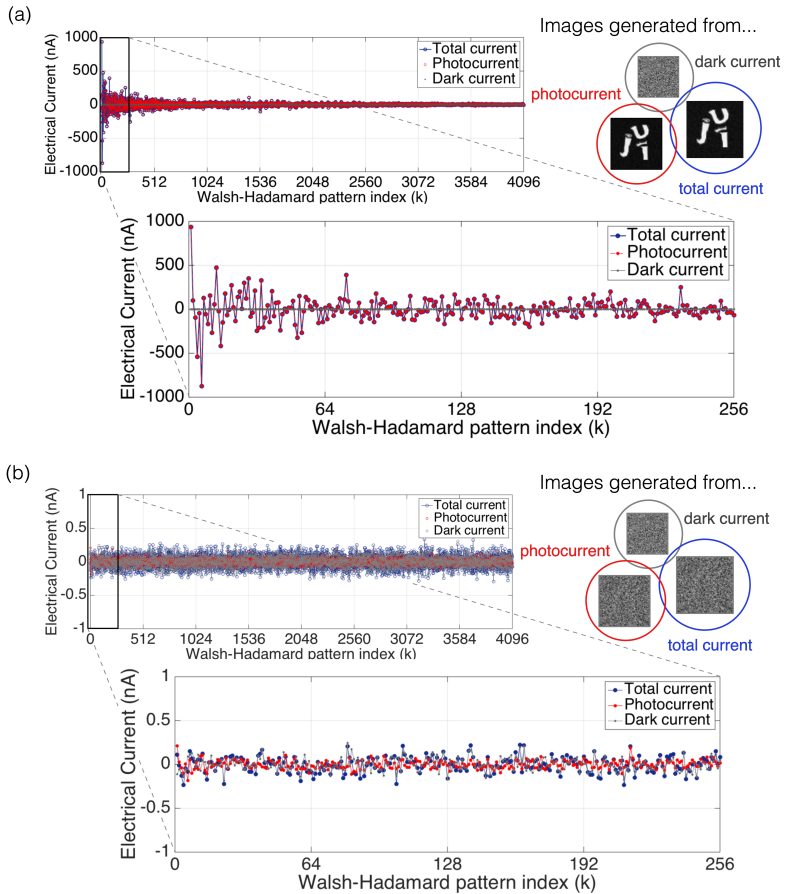 (a)
Images generated from...
1000
500
0
-500
-1000
Electrical Current (nA)
Total current
Photocurrent
Dark current
0 512 1024 1536 2048 2560 3072 3584 4096
Walsh-Hadamard pattern index (k)
dark current
photocurrent
total current
1000
500
0
-500
-1000
Electrical Current (nA)
Total current
Photocurrent
Dark current
0 64 128 192 256
Walsh-Hadamard pattern index (k)
(b)
Images generated from...
1
0.5
0
-0.5
-1
Electrical Current (nA)
Total current
Photocurrent
Dark current
0 512 1024 1536 2048 2560 3072 3584 4096
Walsh-Hadamard pattern index (k)
dark current
photocurrent
total current
1
0.5
0
-0.5
-1
Electrical Current (nA)
Total current
Photocurrent
Dark current
0 64 128 192 256
Walsh-Hadamard pattern index (k)